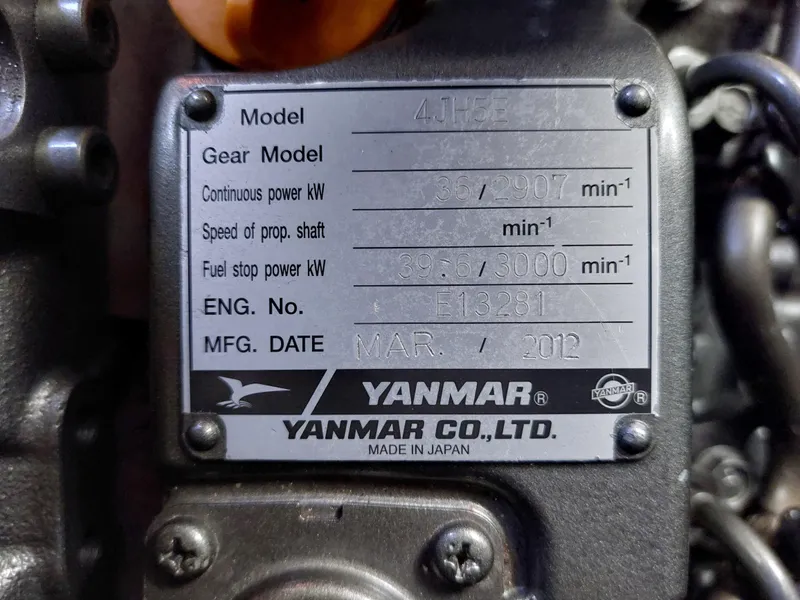 Model 4JH5E
Gear Model
Continuous power kW 36 / 2907 min-1
Speed of prop. shaft min-1
Fuel stop power kW 39.6 / 3000 min-1
ENG. No. E13281
MFG. DATE MAR. / 2012
YANMAR® YANMAR ®
YANMAR CO.,LTD.
MADE IN JAPAN